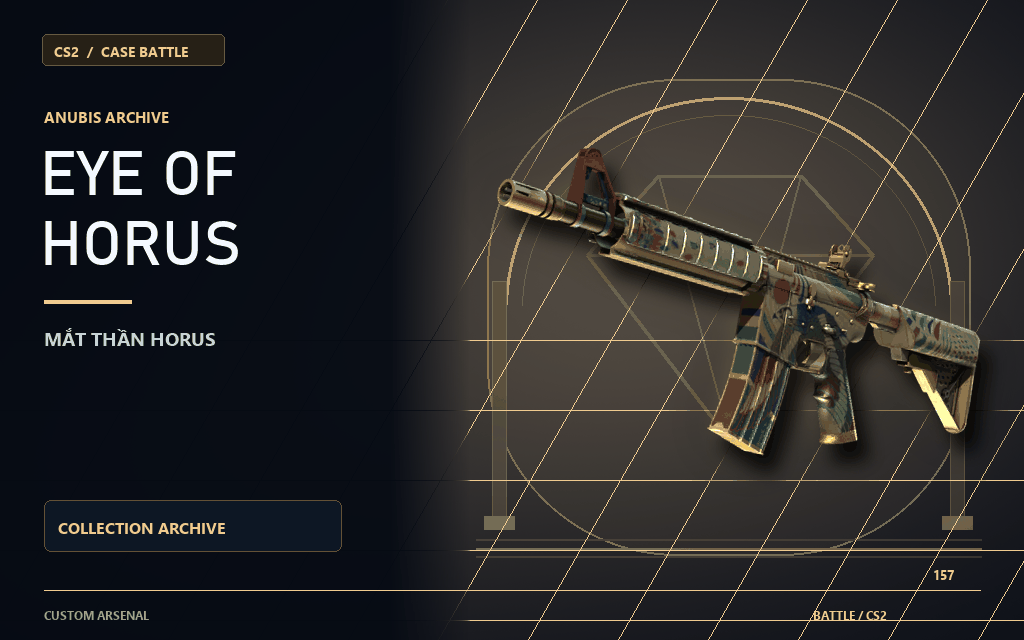 CS2 / CASE BATTLE
ANUBIS ARCHIVE
EYE OF
HORUS
MẮT THẦN HORUS
COLLECTION ARCHIVE
157
CUSTOM ARSENAL
BATTLE / CS2